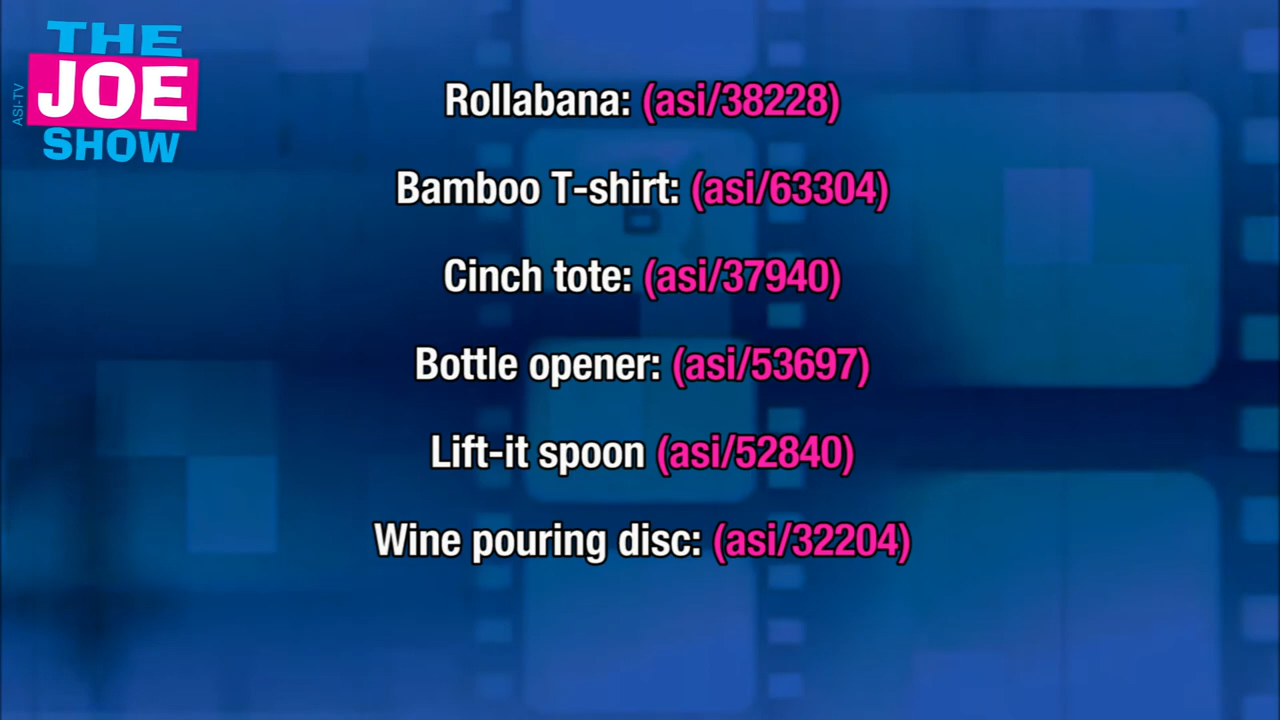 THE
JOE
SHOW
ASI-TV
Rollabana: (asi/38228)
Bamboo T-shirt: (asi/63304)
Cinch tote: (asi/37940)
Bottle opener: (asi/53697)
Lift-it spoon (asi/52840)
Wine pouring disc: (asi/32204)